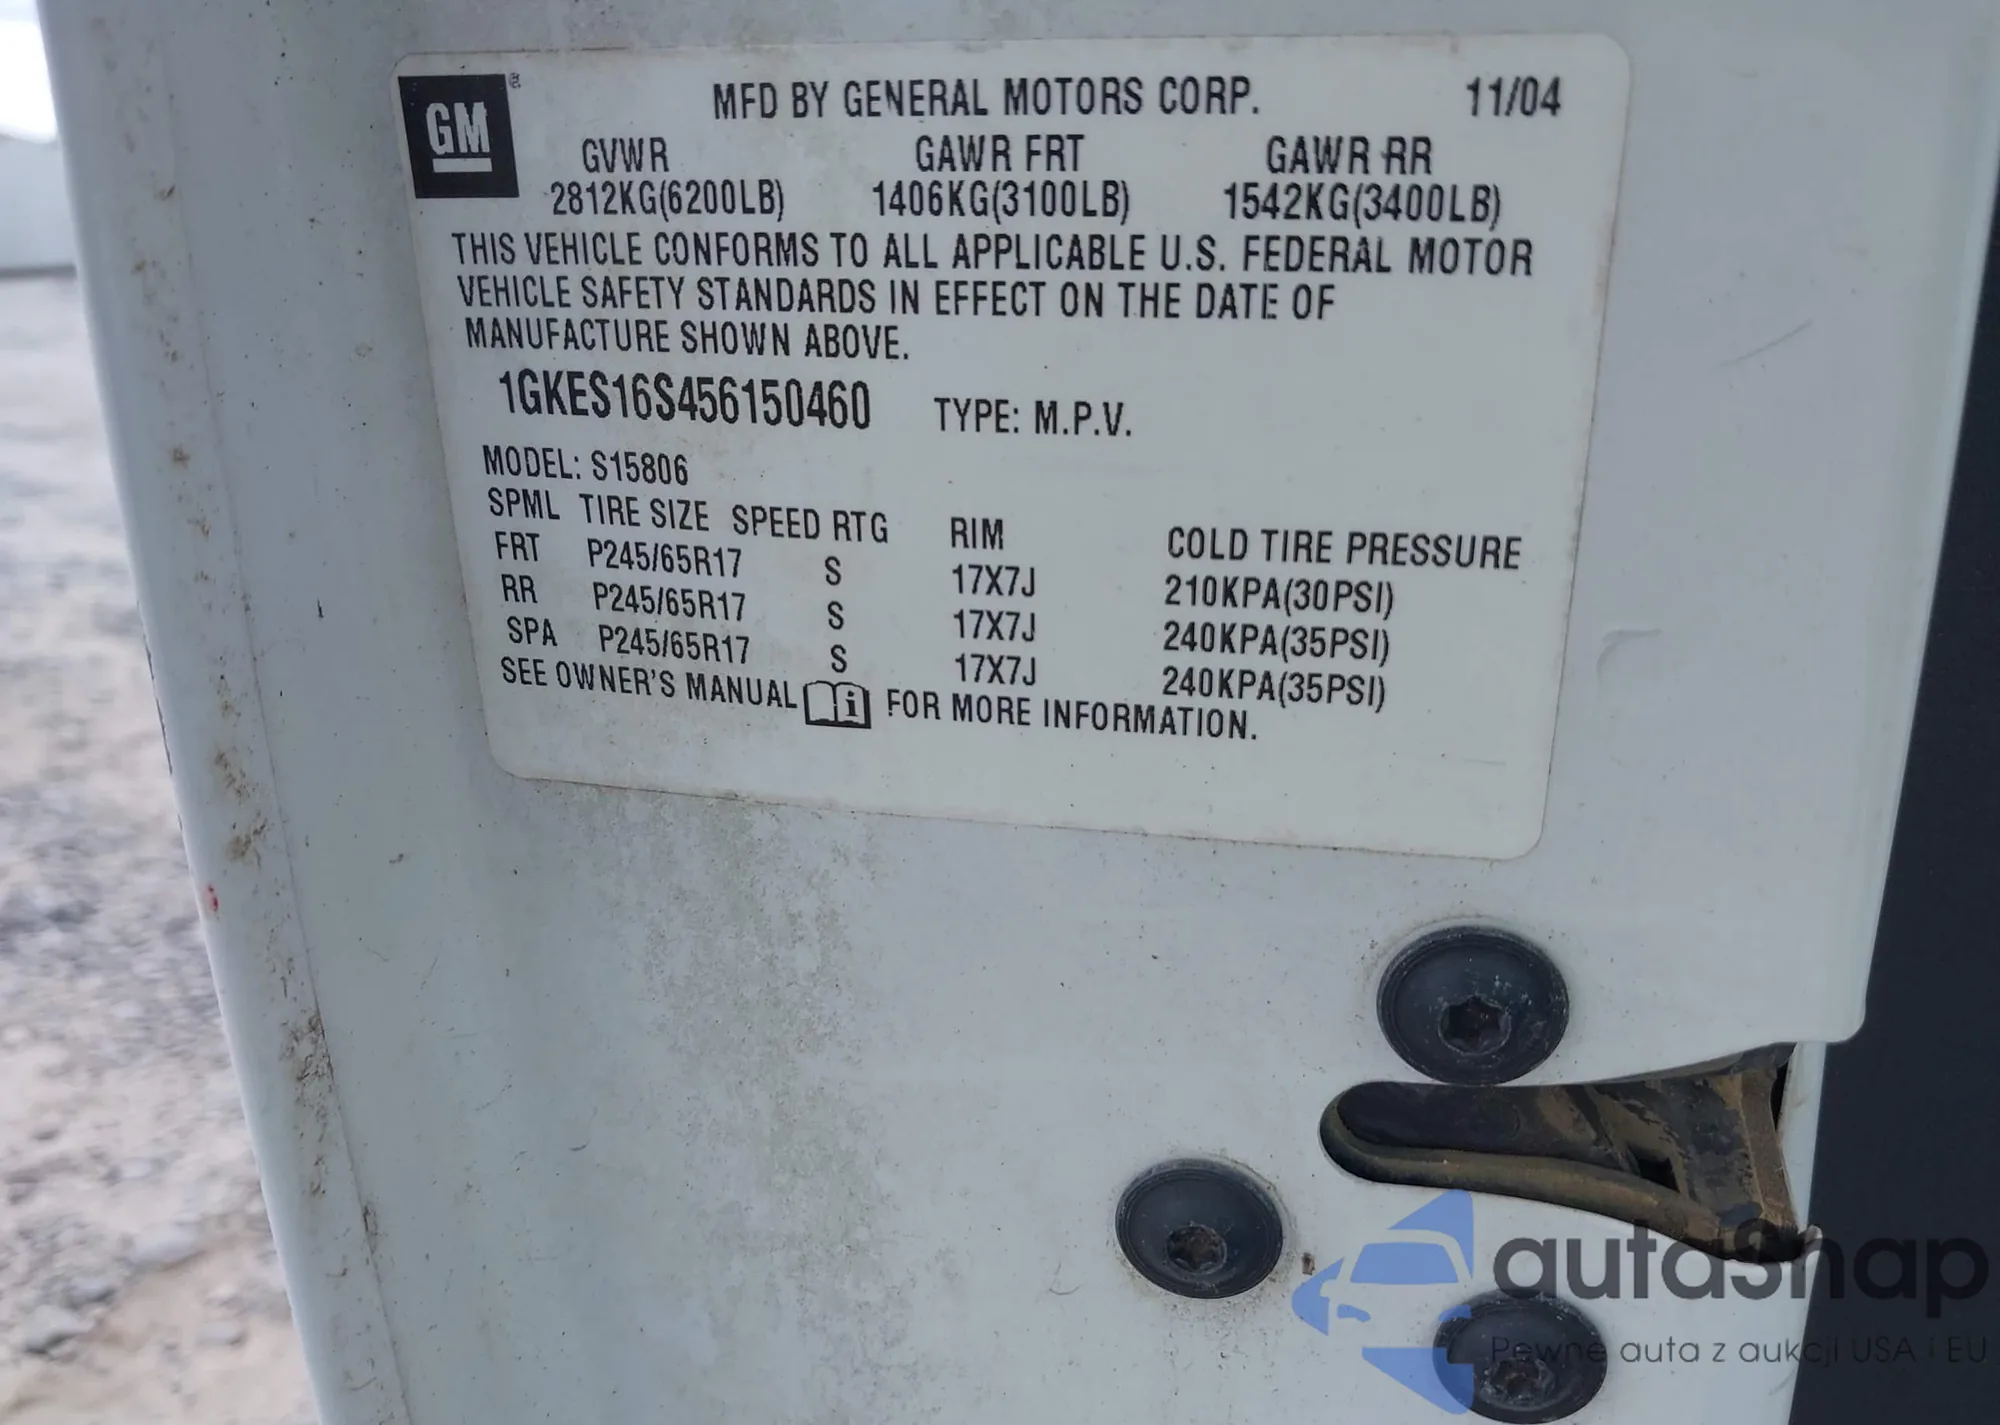 GM ®
MFD BY GENERAL MOTORS CORP. 11/04
GVWR GAWR FRT GAWR RR
2812KG(6200LB) 1406KG(3100LB) 1542KG(3400LB)
THIS VEHICLE CONFORMS TO ALL APPLICABLE U.S. FEDERAL MOTOR
VEHICLE SAFETY STANDARDS IN EFFECT ON THE DATE OF
MANUFACTURE SHOWN ABOVE.
1GKES16S456150460 TYPE: M.P.V.
MODEL: S15806
SPML TIRE SIZE SPEED RTG RIM COLD TIRE PRESSURE
FRT P245/65R17 S 17X7J 210KPA(30PSI)
RR P245/65R17 S 17X7J 240KPA(35PSI)
SPA P245/65R17 S 17X7J 240KPA(35PSI)
SEE OWNER'S MANUAL i FOR MORE INFORMATION.
autasnap
Pewne auta z aukcji USA i EU